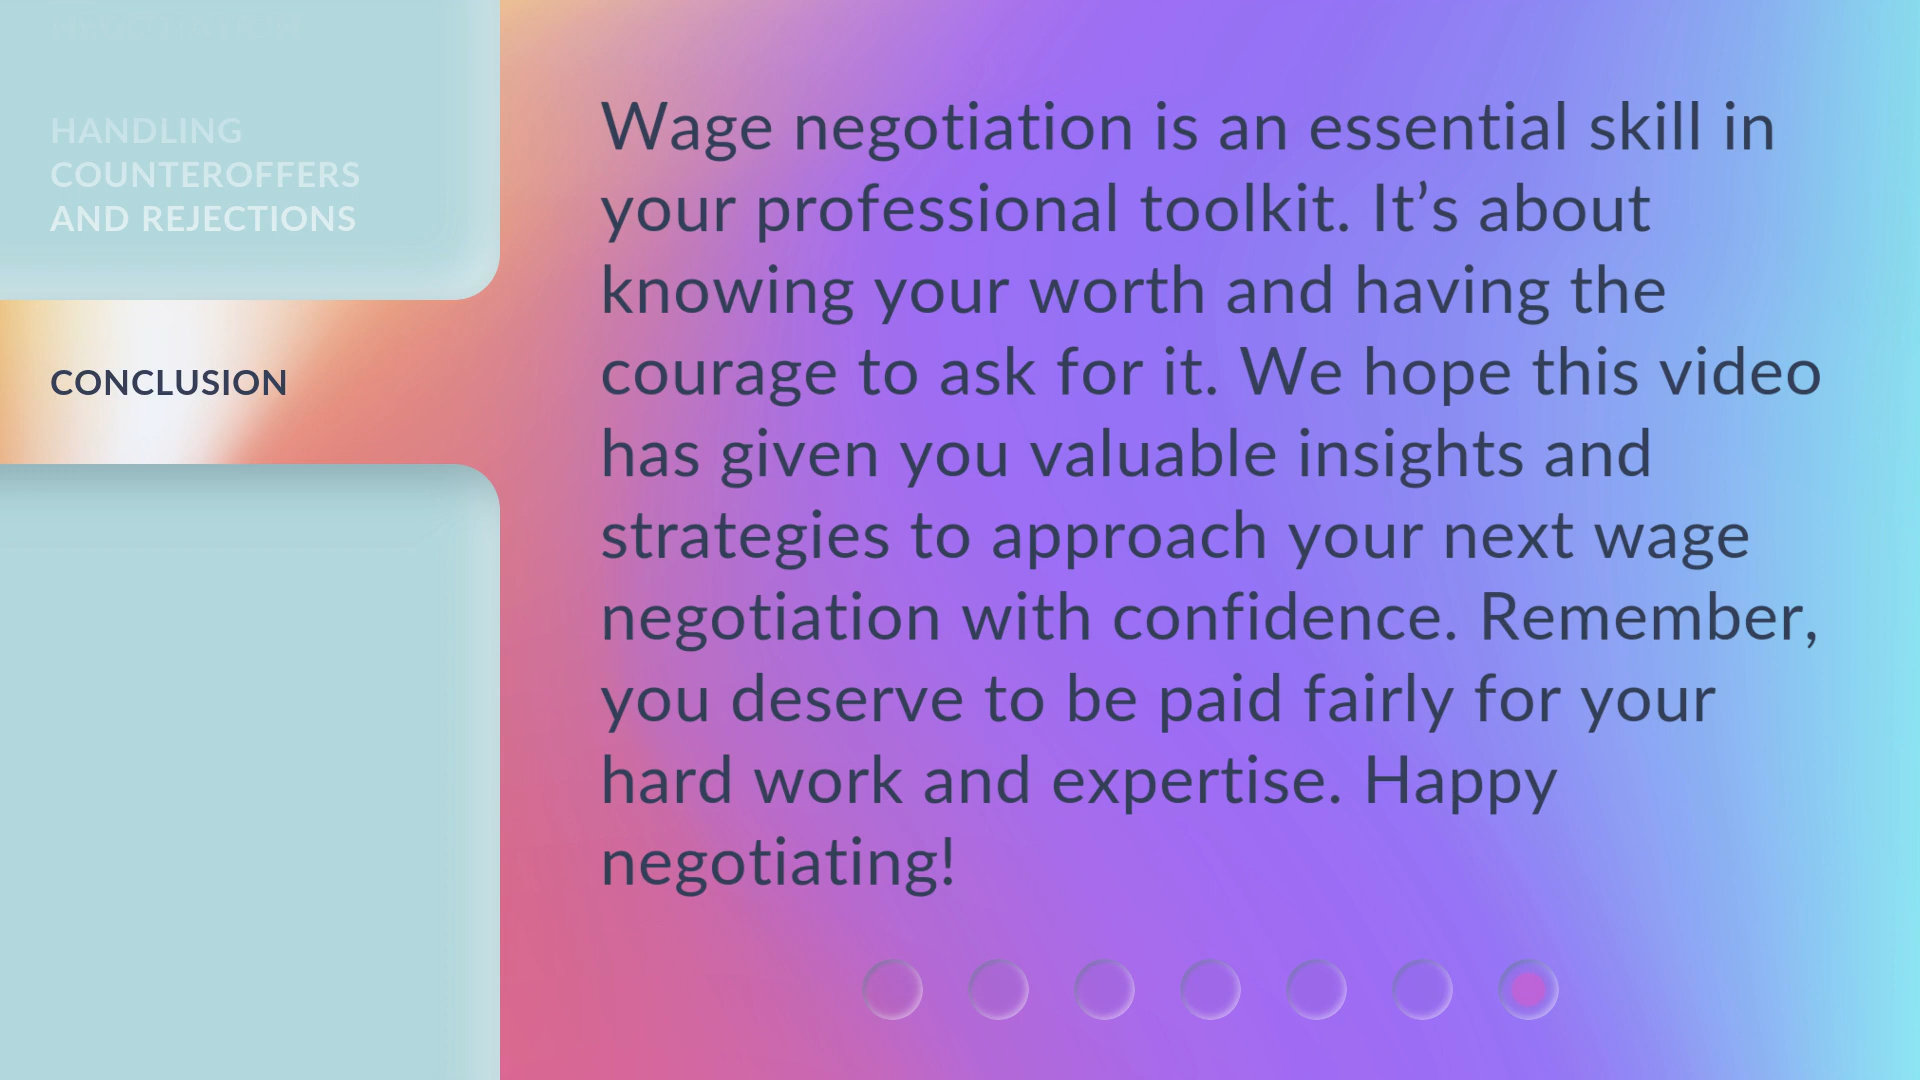 HANDLING
COUNTEROFFERS
AND REJECTIONS
CONCLUSION
Wage negotiation is an essential skill in
your professional toolkit. It’s about
knowing your worth and having the
courage to ask for it. We hope this video
has given you valuable insights and
strategies to approach your next wage
negotiation with confidence. Remember,
you deserve to be paid fairly for your
hard work and expertise. Happy
negotiating!